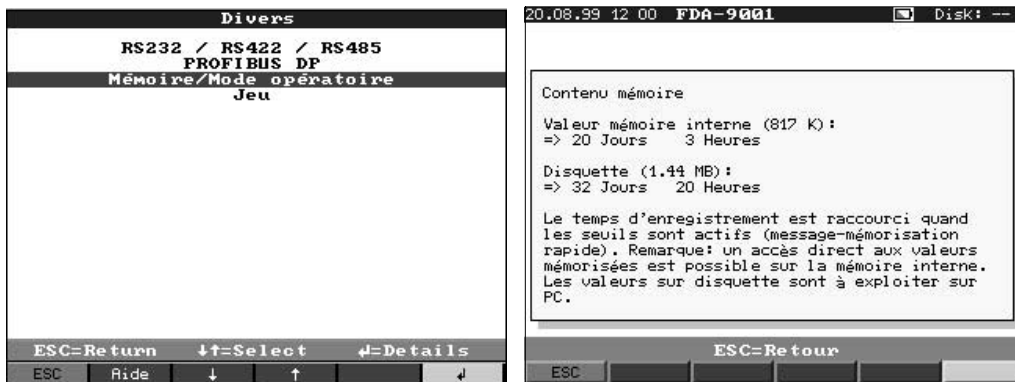 Divers
RS232 / RS422 / RS485
PROFIBUS DP
Mémoire/Mode opératoire
Jeu
ESC=Return ↓↑=Select ↲=Details
ESC Aide ↓ ↑ ↲
20.08.99 12 00 FDA-9001 Disk: --
Contenu mémoire
Valeur mémoire interne (817 K):
=> 20 Jours 3 Heures
Disquette (1.44 MB):
=> 32 Jours 20 Heures
Le temps d'enregistrement est raccourci quand
les seuils sont actifs (message-mémorisation
rapide). Remarque: un accès direct aux valeurs
mémorisées est possible sur la mémoire interne.
Les valeurs sur disquette sont à exploiter sur
PC.
ESC=Retour
ESC